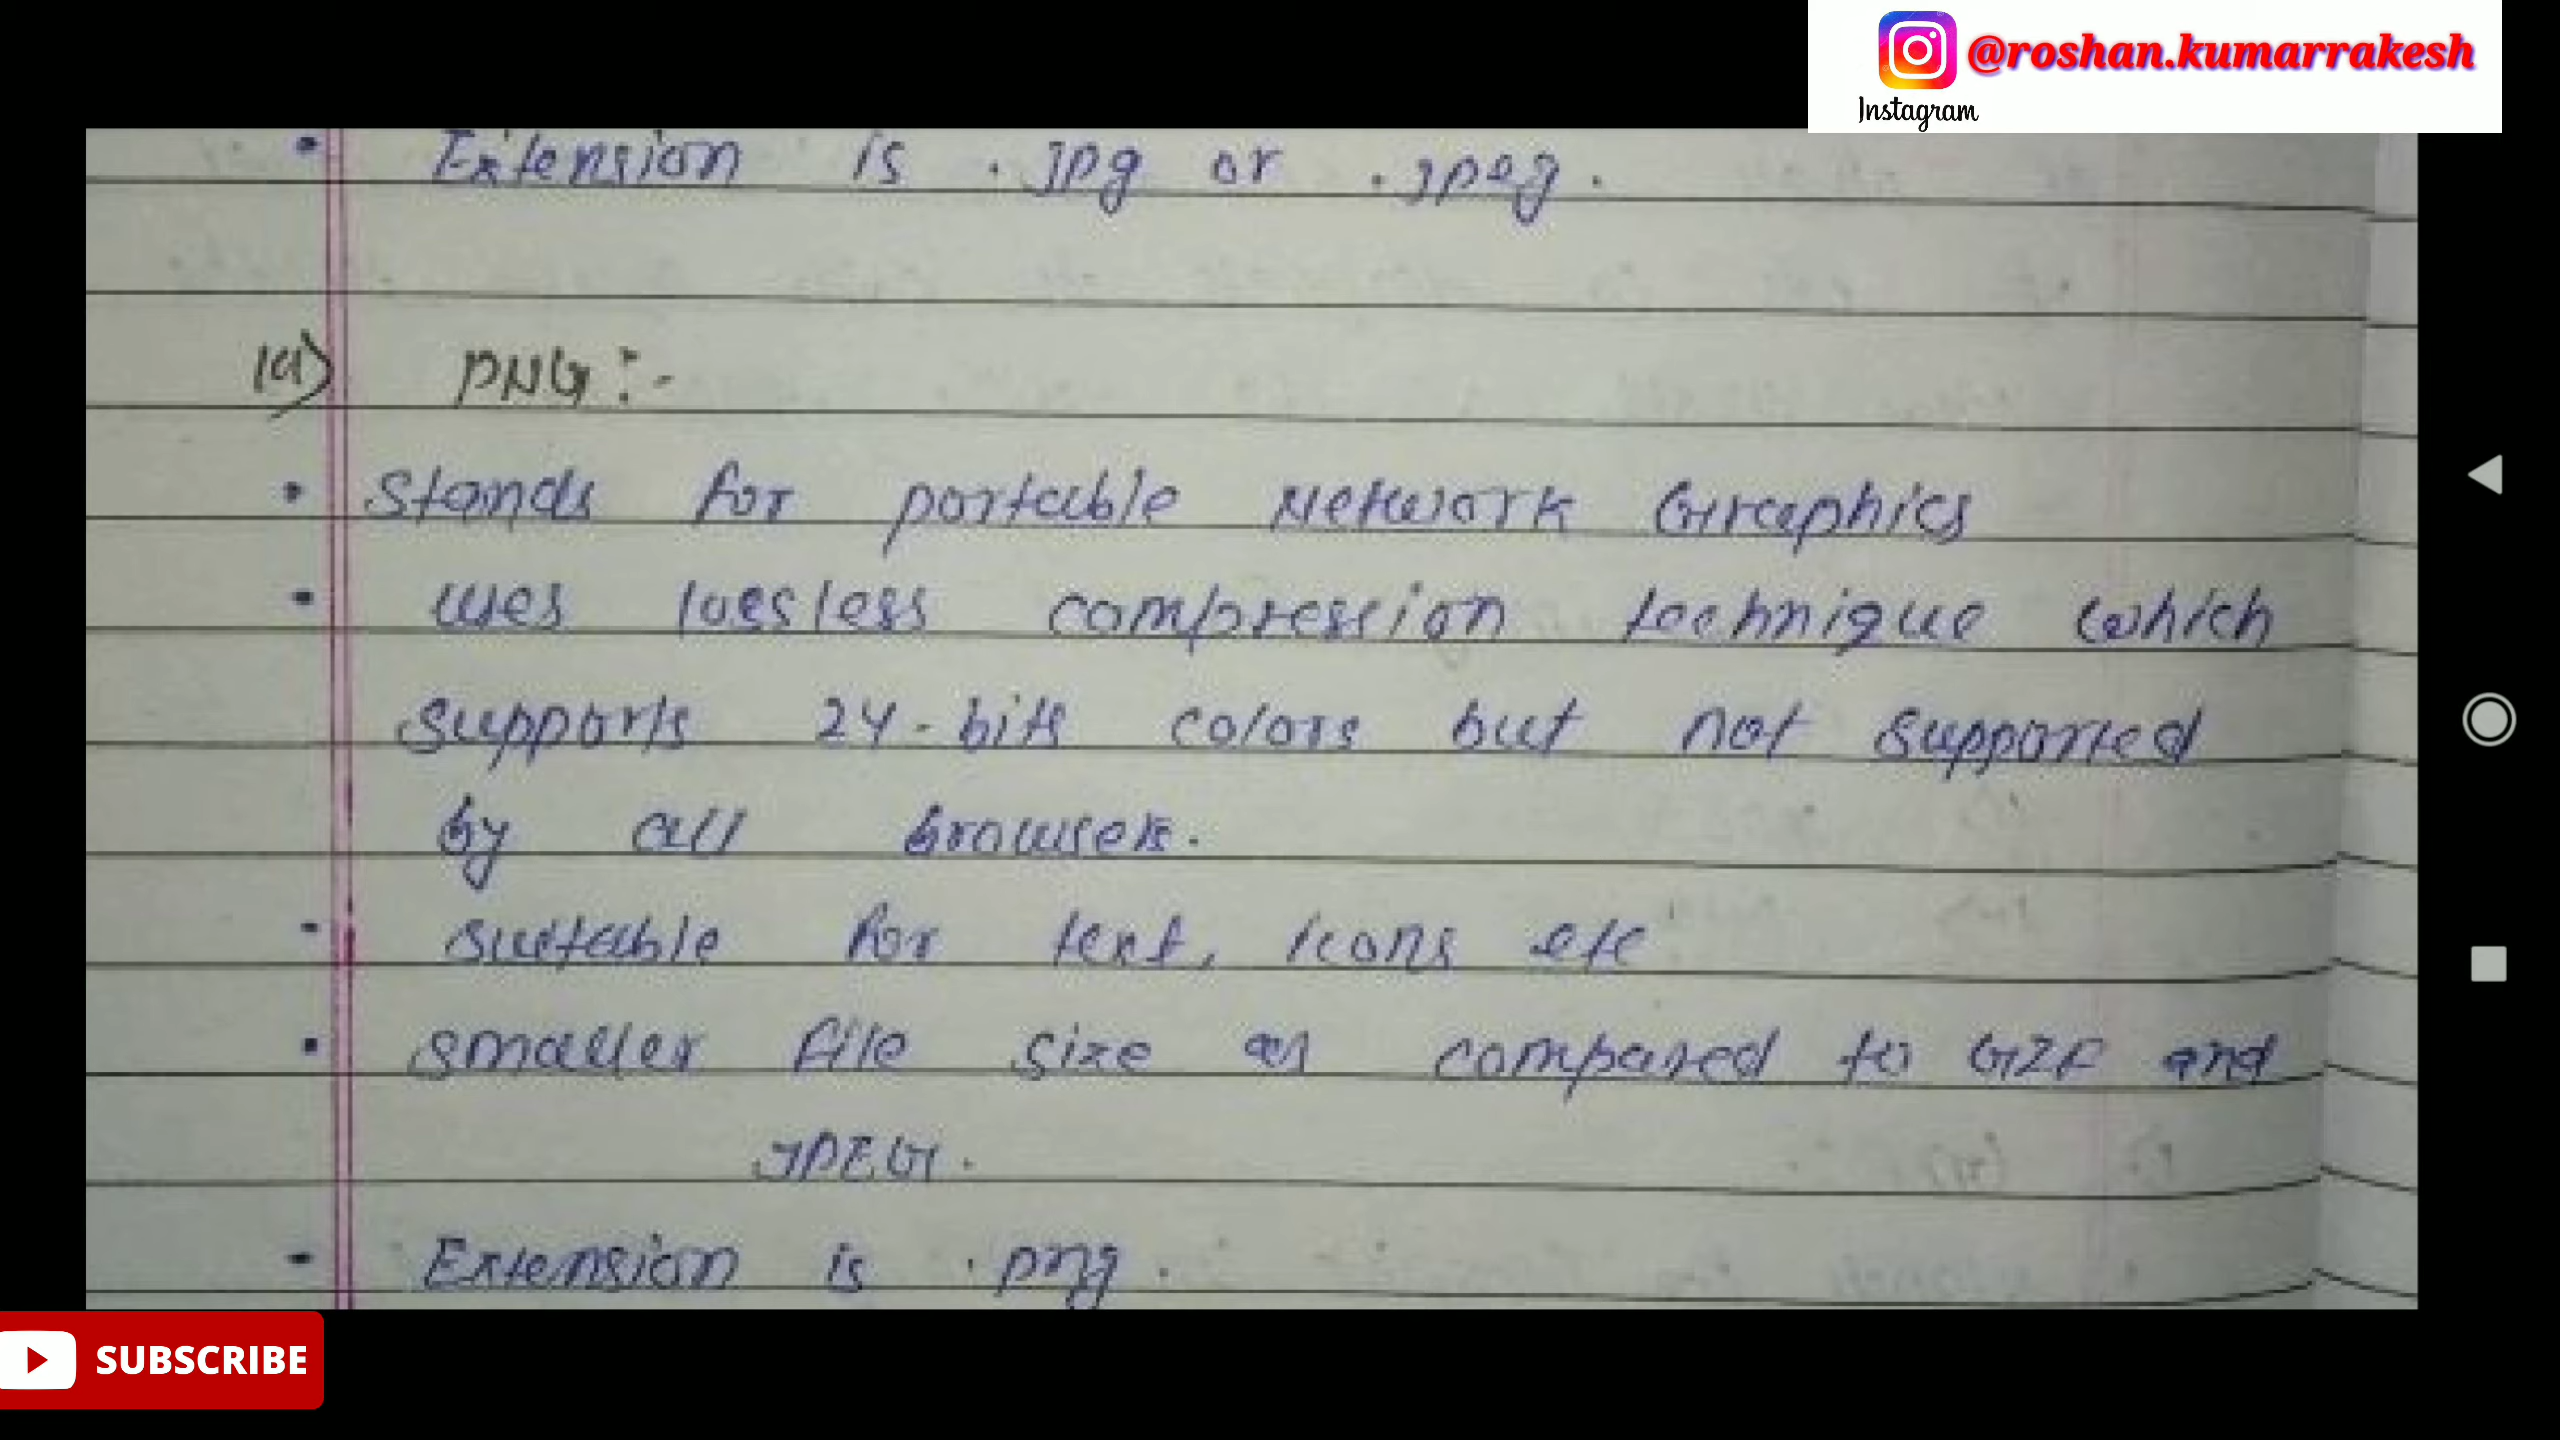 @roshan.kumarrakesh
Instagram
• Extension is .jpg or .jpeg.
PNG :-
• Stands for portable Network Graphics
• uses lossless compression technique which
supports 24-bits colors but not supported
by all browsers.
• suitable for text, Icons etc
• smaller file size as compared to GIF and
JPEG.
• Extension is .png.
SUBSCRIBE